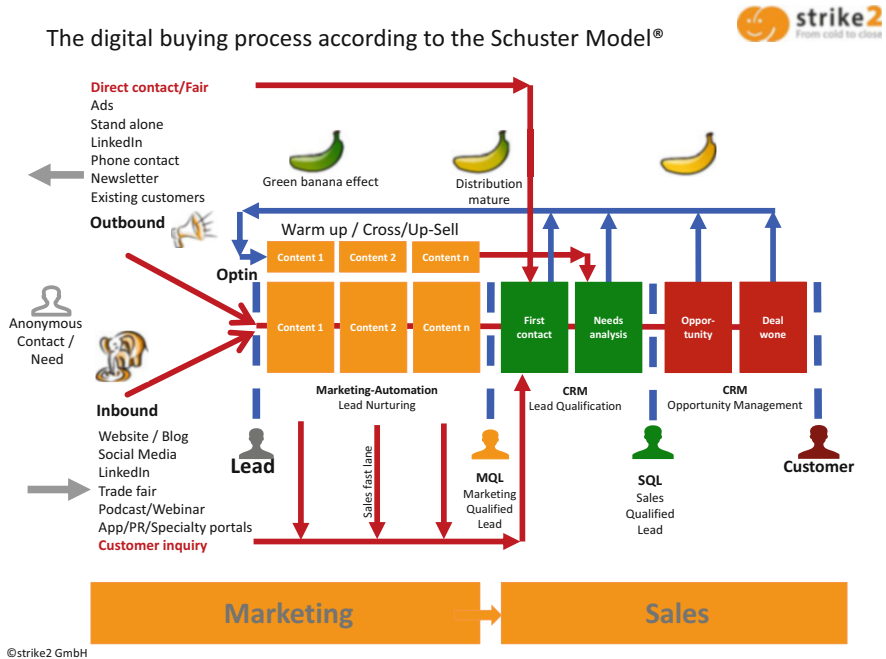 The digital buying process according to the Schuster Model®
strike2
From cold to close
Direct contact/Fair
Ads
Stand alone
LinkedIn
Phone contact
Newsletter
Existing customers
Outbound
Green banana effect
Distribution
mature
Warm up / Cross/Up-Sell
Optin
Content 1
Content 2
Content n
Anonymous
Contact /
Need
Content 1
Content 2
Content n
First
contact
Needs
analysis
Oppor-
tunity
Deal
wone
Marketing-Automation
Lead Nurturing
CRM
Lead Qualification
CRM
Opportunity Management
Inbound
Website / Blog
Social Media
LinkedIn
Trade fair
Podcast/Webinar
App/PR/Specialty portals
Customer inquiry
Lead
Sales fast lane
MQL
Marketing
Qualified
Lead
SQL
Sales
Qualified
Lead
Customer
Marketing
Sales
©strike2 GmbH